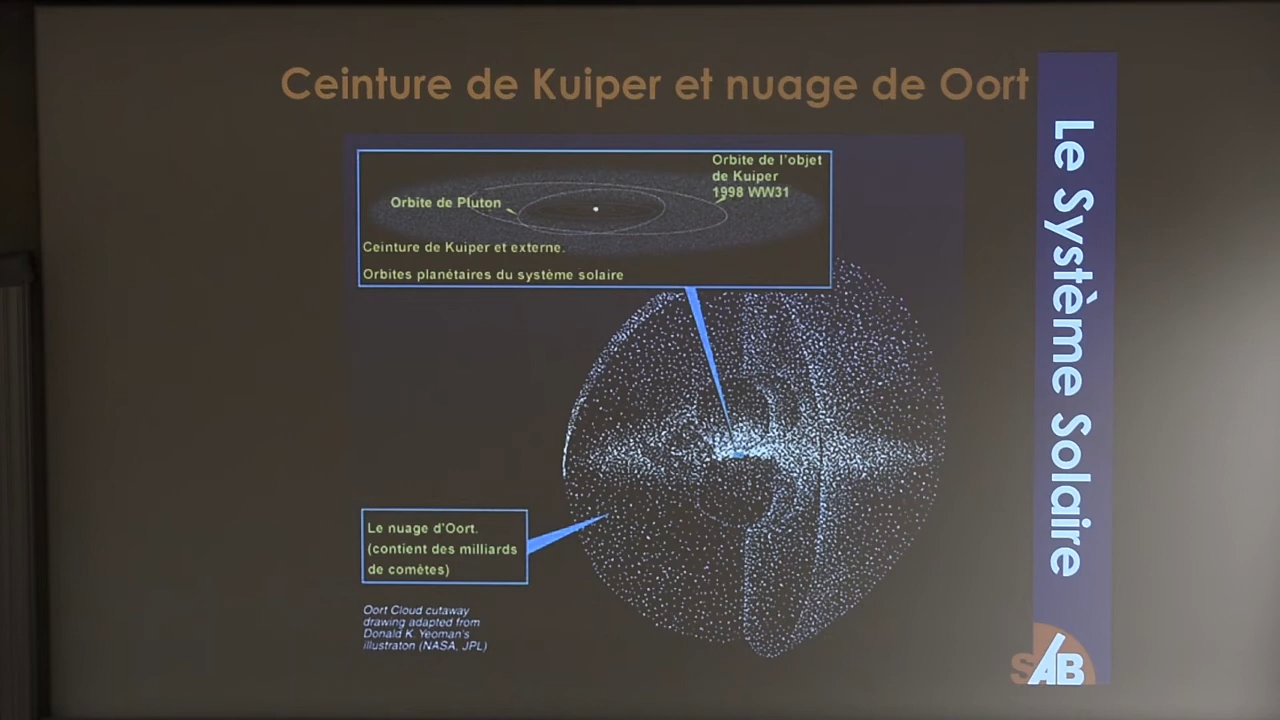 Ceinture de Kuiper et nuage de Oort
Orbite de l'objet
de Kuiper
1998 WW31
Orbite de Pluton
Ceinture de Kuiper et externe.
Orbites planétaires du système solaire
Le nuage d'Oort.
(contient des milliards
de comètes)
Oort Cloud cutaway
drawing adapted from
Donald K. Yeoman's
illustraton (NASA, JPL)
Le Système Solaire
SAB